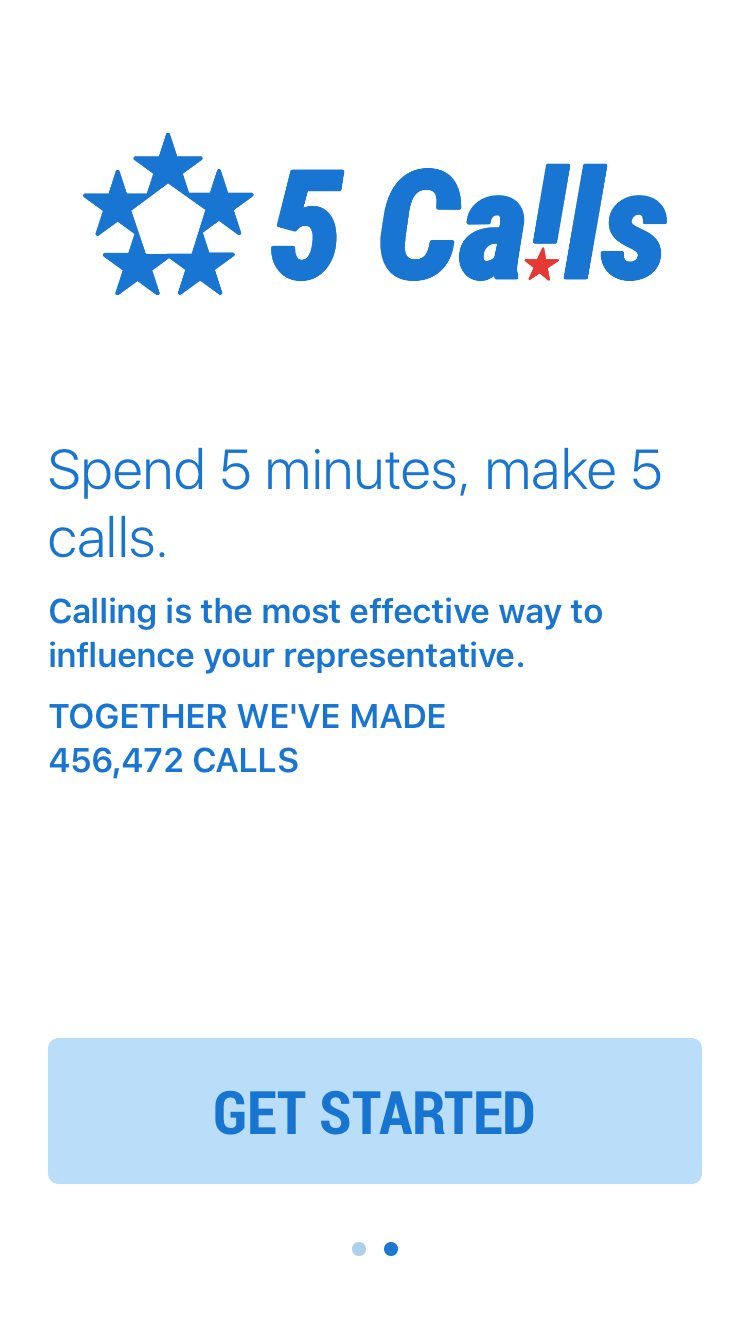 5 Calls
Spend 5 minutes, make 5
calls.
Calling is the most effective way to
influence your representative.
TOGETHER WE'VE MADE
456,472 CALLS
GET STARTED